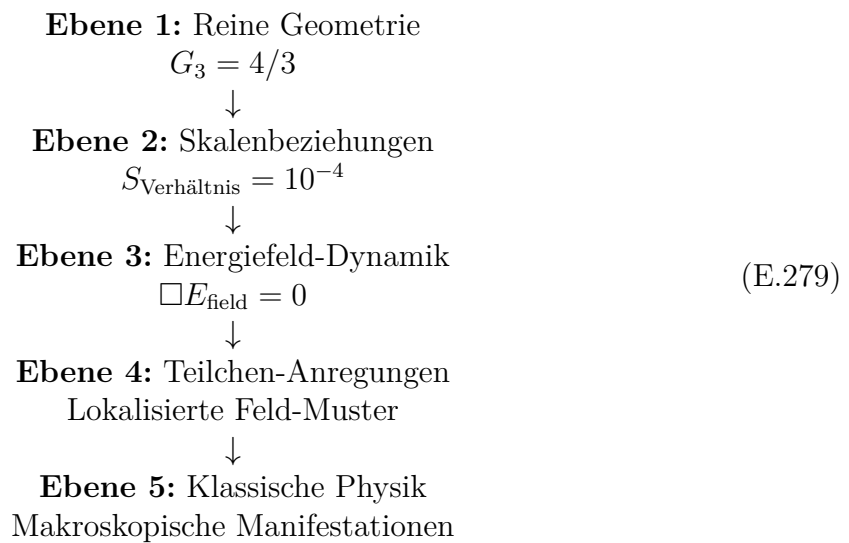 Ebene 1: Reine Geometrie
G₃ = 4/3
↓
Ebene 2: Skalenbeziehungen
S_Verhältnis = 10⁻⁴
↓
Ebene 3: Energiefeld-Dynamik
□E_field = 0
(E.279)
↓
Ebene 4: Teilchen-Anregungen
Lokalisierte Feld-Muster
↓
Ebene 5: Klassische Physik
Makroskopische Manifestationen